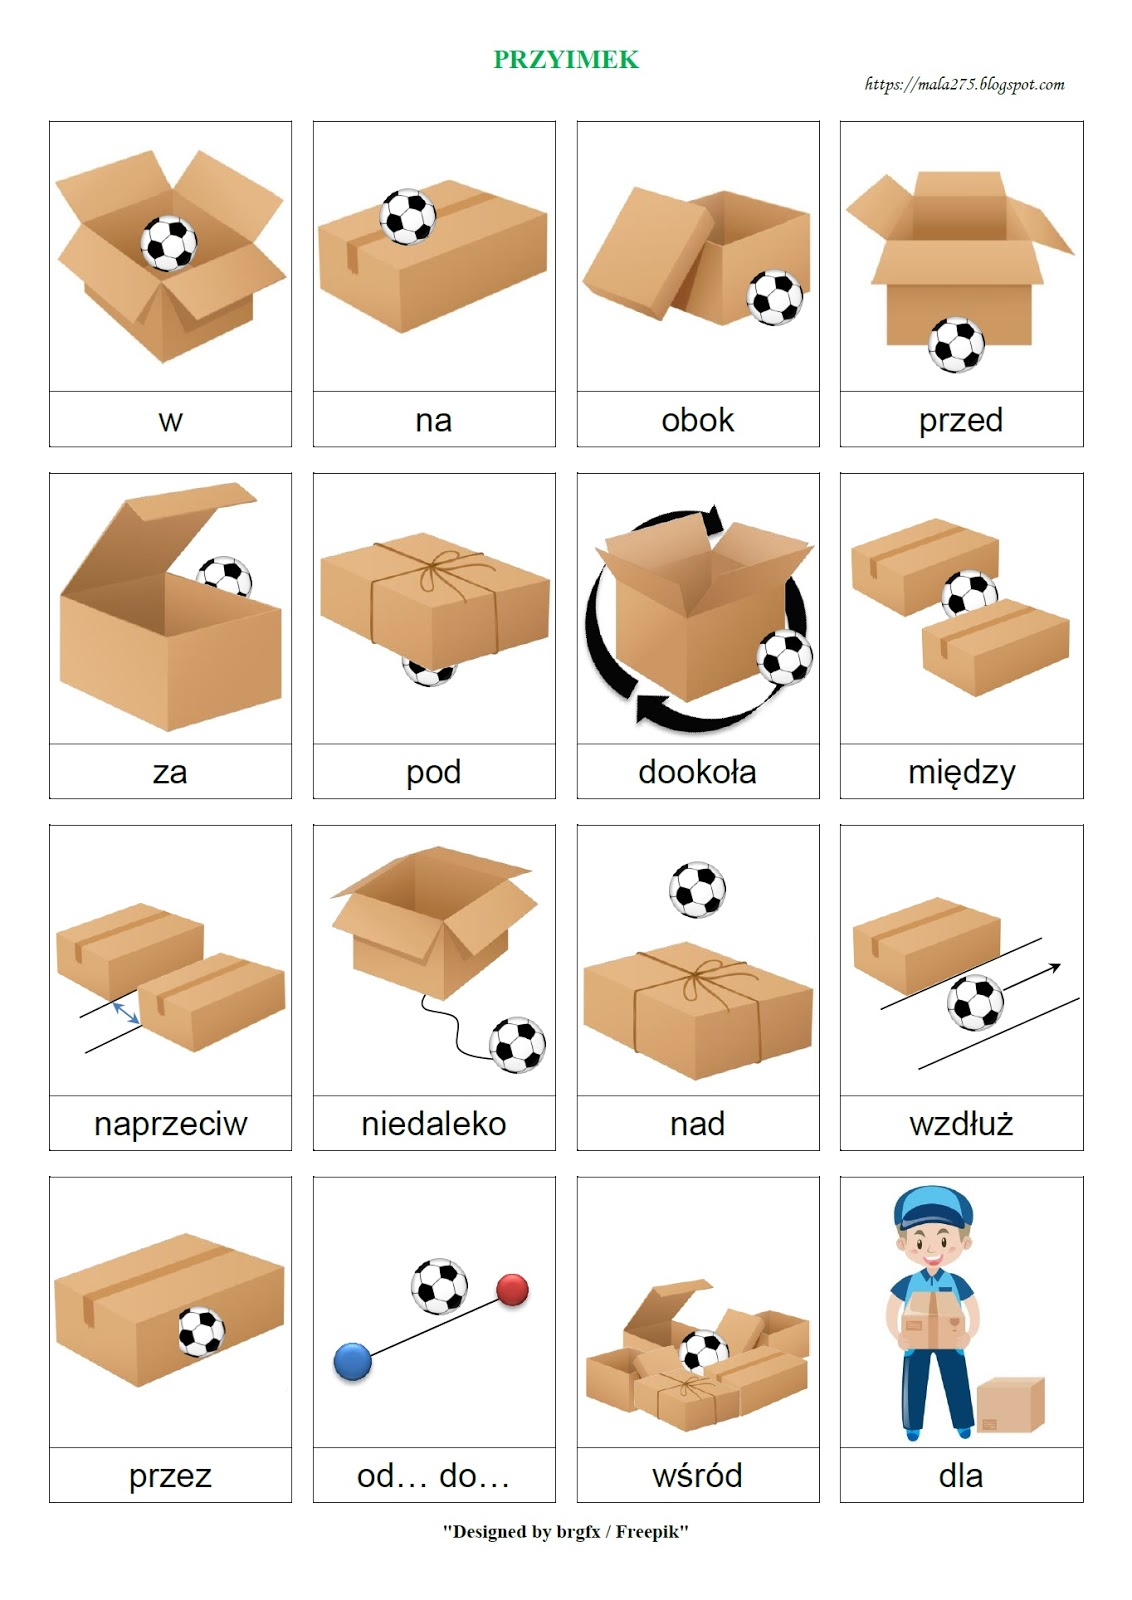 PRZYIMEK
https://mala275.blogspot.com
w
na
obok
przed
za
pod
dookoła
między
naprzeciw
niedaleko
nad
wzdłuż
przez
od... do...
wśród
dla
"Designed by brgfx / Freepik"